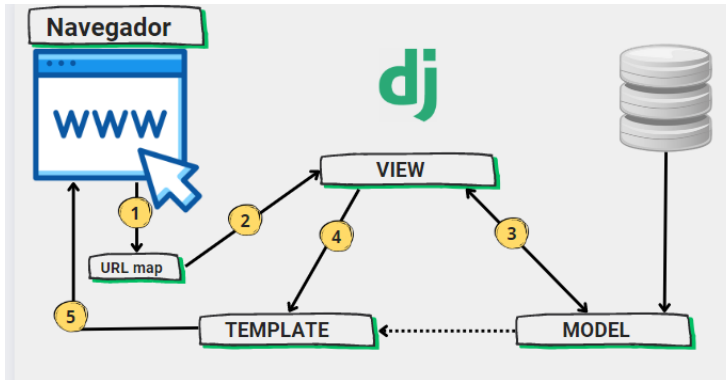 Navegador
WWW
dj
VIEW
1
2
3
4
URL map
5
TEMPLATE
MODEL